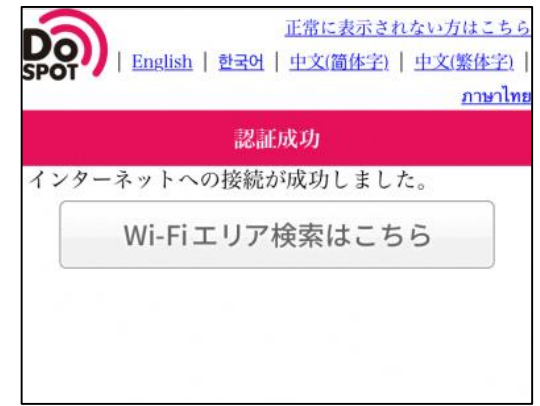 DO
SPOT
正常に表示されない方はこちら
| English | 한국어 | 中文(簡体字) | 中文(繁体字) |
ภาษาไทย
認証成功
インターネットへの接続が成功しました。
Wi-Fiエリア検索はこちら